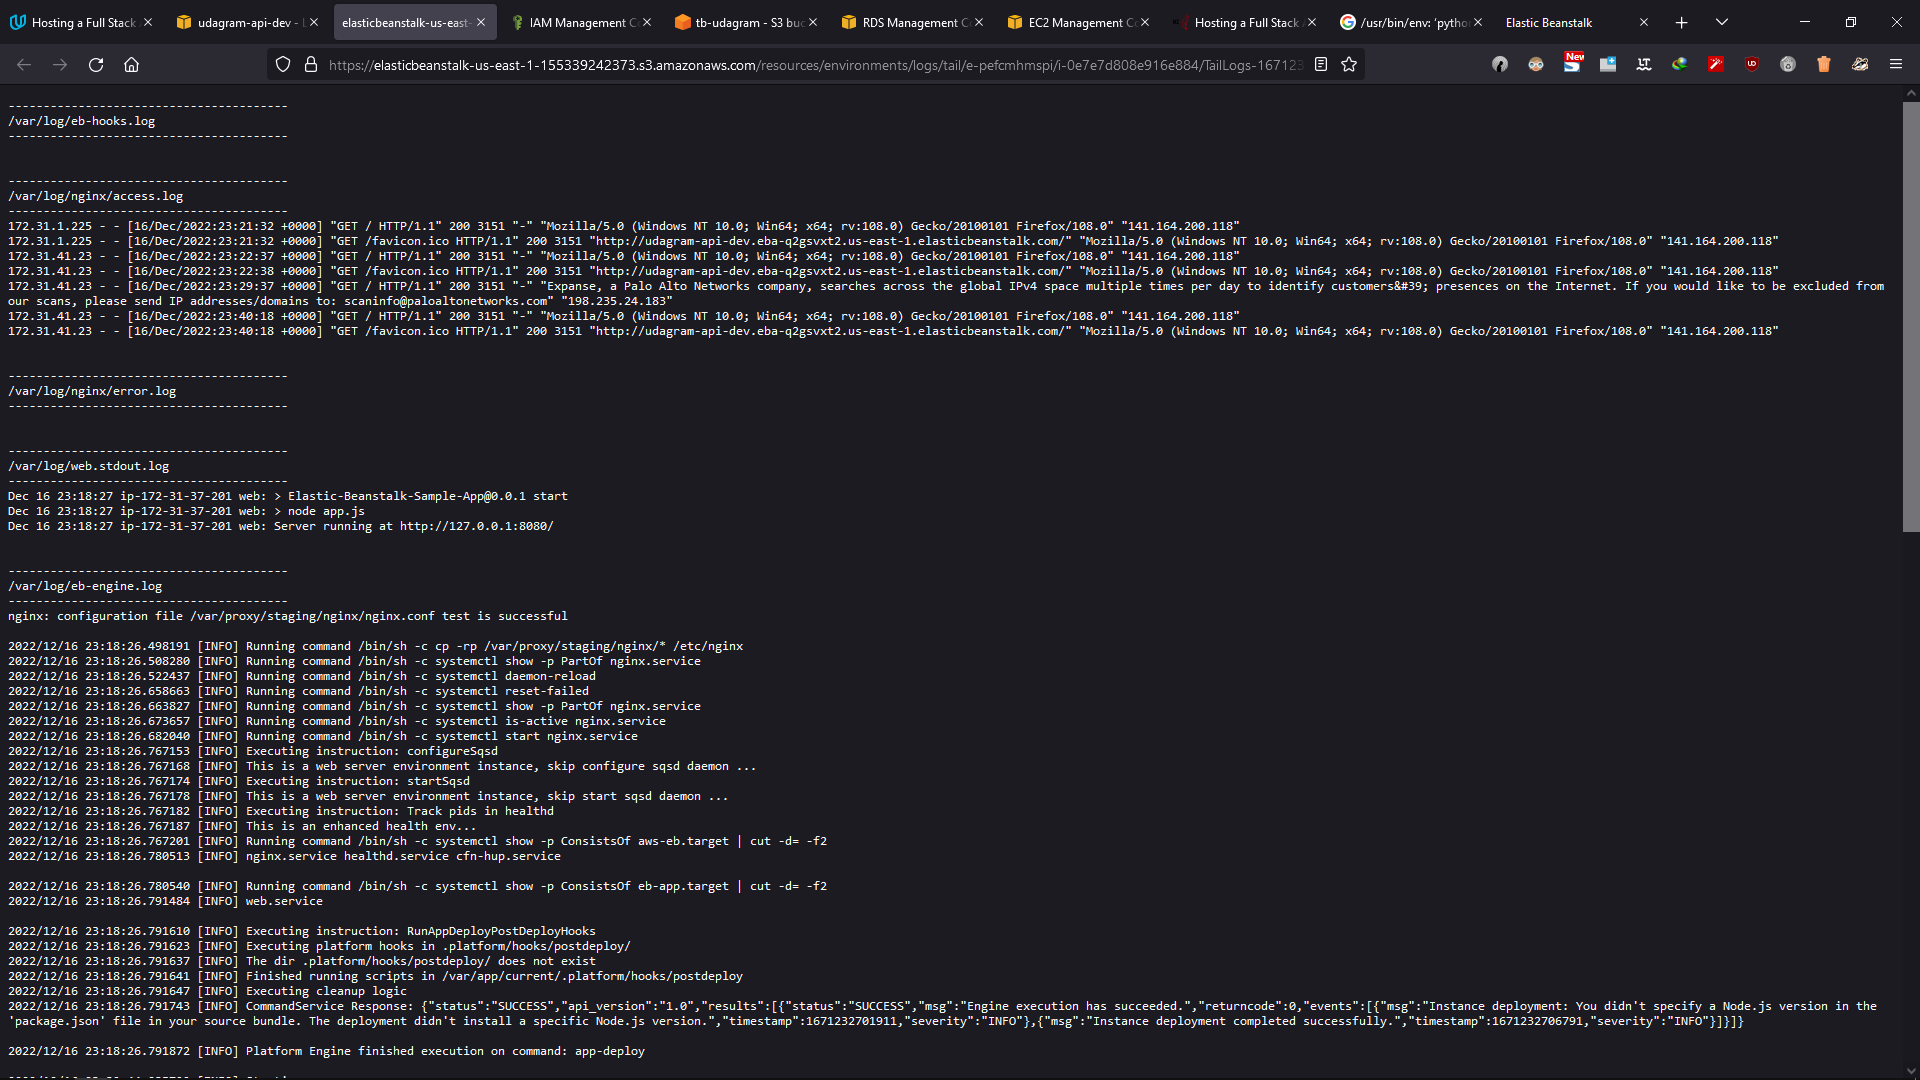 Hosting a Full Stack
udagram-api-dev - L
elasticbeanstalk-us-east-
IAM Management Co
tb-udagram - S3 buc
RDS Management Co
EC2 Management Co
Hosting a Full Stack A
/usr/bin/env: 'python
Elastic Beanstalk
https://elasticbeanstalk-us-east-1-155339242373.s3.amazonaws.com/resources/environments/logs/tail/e-pefcmhmspi/i-0e7e7d808e916e884/TailLogs-167123
New
----------------------------------------
/var/log/eb-hooks.log
----------------------------------------
----------------------------------------
/var/log/nginx/access.log
----------------------------------------
172.31.1.225 - - [16/Dec/2022:23:21:32 +0000] "GET / HTTP/1.1" 200 3151 "-" "Mozilla/5.0 (Windows NT 10.0; Win64; x64; rv:108.0) Gecko/20100101 Firefox/108.0" "141.164.200.118"
172.31.1.225 - - [16/Dec/2022:23:21:32 +0000] "GET /favicon.ico HTTP/1.1" 200 3151 "http://udagram-api-dev.eba-q2gsvxt2.us-east-1.elasticbeanstalk.com/" "Mozilla/5.0 (Windows NT 10.0; Win64; x64; rv:108.0) Gecko/20100101 Firefox/108.0" "141.164.200.118"
172.31.41.23 - - [16/Dec/2022:23:22:37 +0000] "GET / HTTP/1.1" 200 3151 "-" "Mozilla/5.0 (Windows NT 10.0; Win64; x64; rv:108.0) Gecko/20100101 Firefox/108.0" "141.164.200.118"
172.31.41.23 - - [16/Dec/2022:23:22:38 +0000] "GET /favicon.ico HTTP/1.1" 200 3151 "http://udagram-api-dev.eba-q2gsvxt2.us-east-1.elasticbeanstalk.com/" "Mozilla/5.0 (Windows NT 10.0; Win64; x64; rv:108.0) Gecko/20100101 Firefox/108.0" "141.164.200.118"
172.31.41.23 - - [16/Dec/2022:23:29:37 +0000] "GET / HTTP/1.1" 200 3151 "-" "Expanse, a Palo Alto Networks company, searches across the global IPv4 space multiple times per day to identify customers&#39; presences on the Internet. If you would like to be excluded from
our scans, please send IP addresses/domains to: scaninfo@paloaltonetworks.com" "198.235.24.183"
172.31.41.23 - - [16/Dec/2022:23:40:18 +0000] "GET / HTTP/1.1" 200 3151 "-" "Mozilla/5.0 (Windows NT 10.0; Win64; x64; rv:108.0) Gecko/20100101 Firefox/108.0" "141.164.200.118"
172.31.41.23 - - [16/Dec/2022:23:40:18 +0000] "GET /favicon.ico HTTP/1.1" 200 3151 "http://udagram-api-dev.eba-q2gsvxt2.us-east-1.elasticbeanstalk.com/" "Mozilla/5.0 (Windows NT 10.0; Win64; x64; rv:108.0) Gecko/20100101 Firefox/108.0" "141.164.200.118"
----------------------------------------
/var/log/nginx/error.log
----------------------------------------
----------------------------------------
/var/log/web.stdout.log
----------------------------------------
Dec 16 23:18:27 ip-172-31-37-201 web: > Elastic-Beanstalk-Sample-App@0.0.1 start
Dec 16 23:18:27 ip-172-31-37-201 web: > node app.js
Dec 16 23:18:27 ip-172-31-37-201 web: Server running at http://127.0.0.1:8080/
----------------------------------------
/var/log/eb-engine.log
----------------------------------------
nginx: configuration file /var/proxy/staging/nginx/nginx.conf test is successful
2022/12/16 23:18:26.498191 [INFO] Running command /bin/sh -c cp -rp /var/proxy/staging/nginx/* /etc/nginx
2022/12/16 23:18:26.508280 [INFO] Running command /bin/sh -c systemctl show -p PartOf nginx.service
2022/12/16 23:18:26.522437 [INFO] Running command /bin/sh -c systemctl daemon-reload
2022/12/16 23:18:26.658663 [INFO] Running command /bin/sh -c systemctl reset-failed
2022/12/16 23:18:26.663827 [INFO] Running command /bin/sh -c systemctl show -p PartOf nginx.service
2022/12/16 23:18:26.673657 [INFO] Running command /bin/sh -c systemctl is-active nginx.service
2022/12/16 23:18:26.682040 [INFO] Running command /bin/sh -c systemctl start nginx.service
2022/12/16 23:18:26.767153 [INFO] Executing instruction: configureSqsd
2022/12/16 23:18:26.767168 [INFO] This is a web server environment instance, skip configure sqsd daemon ...
2022/12/16 23:18:26.767174 [INFO] Executing instruction: startSqsd
2022/12/16 23:18:26.767178 [INFO] This is a web server environment instance, skip start sqsd daemon ...
2022/12/16 23:18:26.767182 [INFO] Executing instruction: Track pids in healthd
2022/12/16 23:18:26.767187 [INFO] This is an enhanced health env...
2022/12/16 23:18:26.767201 [INFO] Running command /bin/sh -c systemctl show -p ConsistsOf aws-eb.target | cut -d= -f2
2022/12/16 23:18:26.780513 [INFO] nginx.service healthd.service cfn-hup.service
2022/12/16 23:18:26.780540 [INFO] Running command /bin/sh -c systemctl show -p ConsistsOf eb-app.target | cut -d= -f2
2022/12/16 23:18:26.791484 [INFO] web.service
2022/12/16 23:18:26.791610 [INFO] Executing instruction: RunAppDeployPostDeployHooks
2022/12/16 23:18:26.791623 [INFO] Executing platform hooks in .platform/hooks/postdeploy/
2022/12/16 23:18:26.791637 [INFO] The dir .platform/hooks/postdeploy/ does not exist
2022/12/16 23:18:26.791641 [INFO] Finished running scripts in /var/app/current/.platform/hooks/postdeploy
2022/12/16 23:18:26.791647 [INFO] Executing cleanup logic
2022/12/16 23:18:26.791743 [INFO] CommandService Response: {"status":"SUCCESS","api_version":"1.0","results":[{"status":"SUCCESS","msg":"Engine execution has succeeded.","returncode":0,"events":[{"msg":"Instance deployment: You didn't specify a Node.js version in the
'package.json' file in your source bundle. The deployment didn't install a specific Node.js version.","timestamp":1671232701911,"severity":"INFO"},{"msg":"Instance deployment completed successfully.","timestamp":1671232706791,"severity":"INFO"}]}]}
2022/12/16 23:18:26.791872 [INFO] Platform Engine finished execution on command: app-deploy